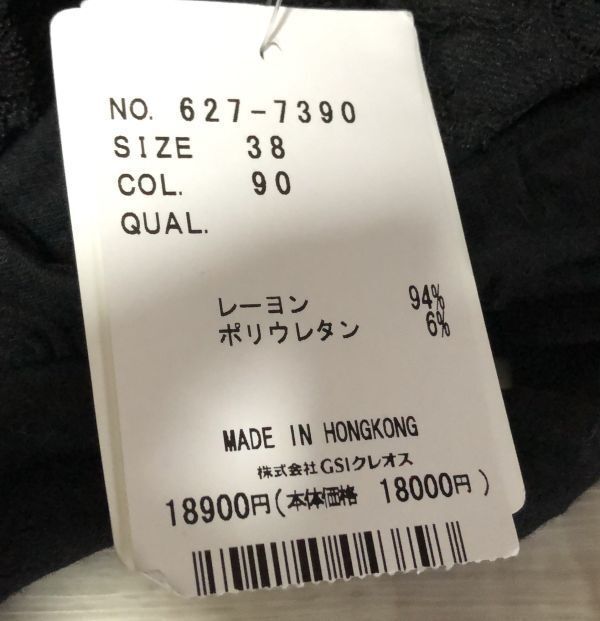 NO. 627-7390
SIZE 38
COL. 90
QUAL.
レーヨン 94%
ポリウレタン 6%
MADE IN HONGKONG
株式会社GSIクレオス
18900円(本体価格 18000円)